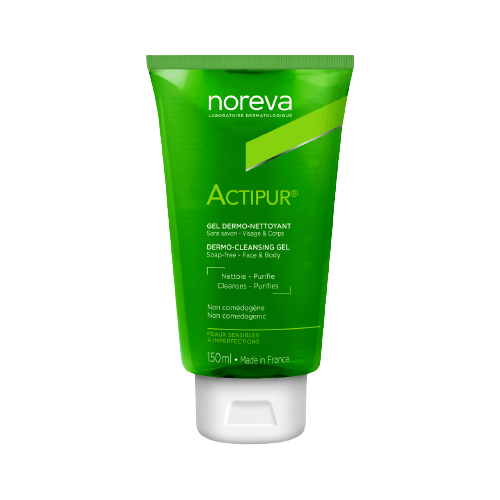 noreva
LABORATOIRE DERMATOLOGIQUE
ACTIPUR®
GEL DERMO-NETTOYANT
Sans savon - Visage & Corps
DERMO-CLEANSING GEL
Soap-free - Face & Body
Nettoie - Purifie
Cleanses - Purifies
Non comédogène
Non comedogenic
PEAUX SENSIBLES
À IMPERFECTIONS
150ml • Made in France